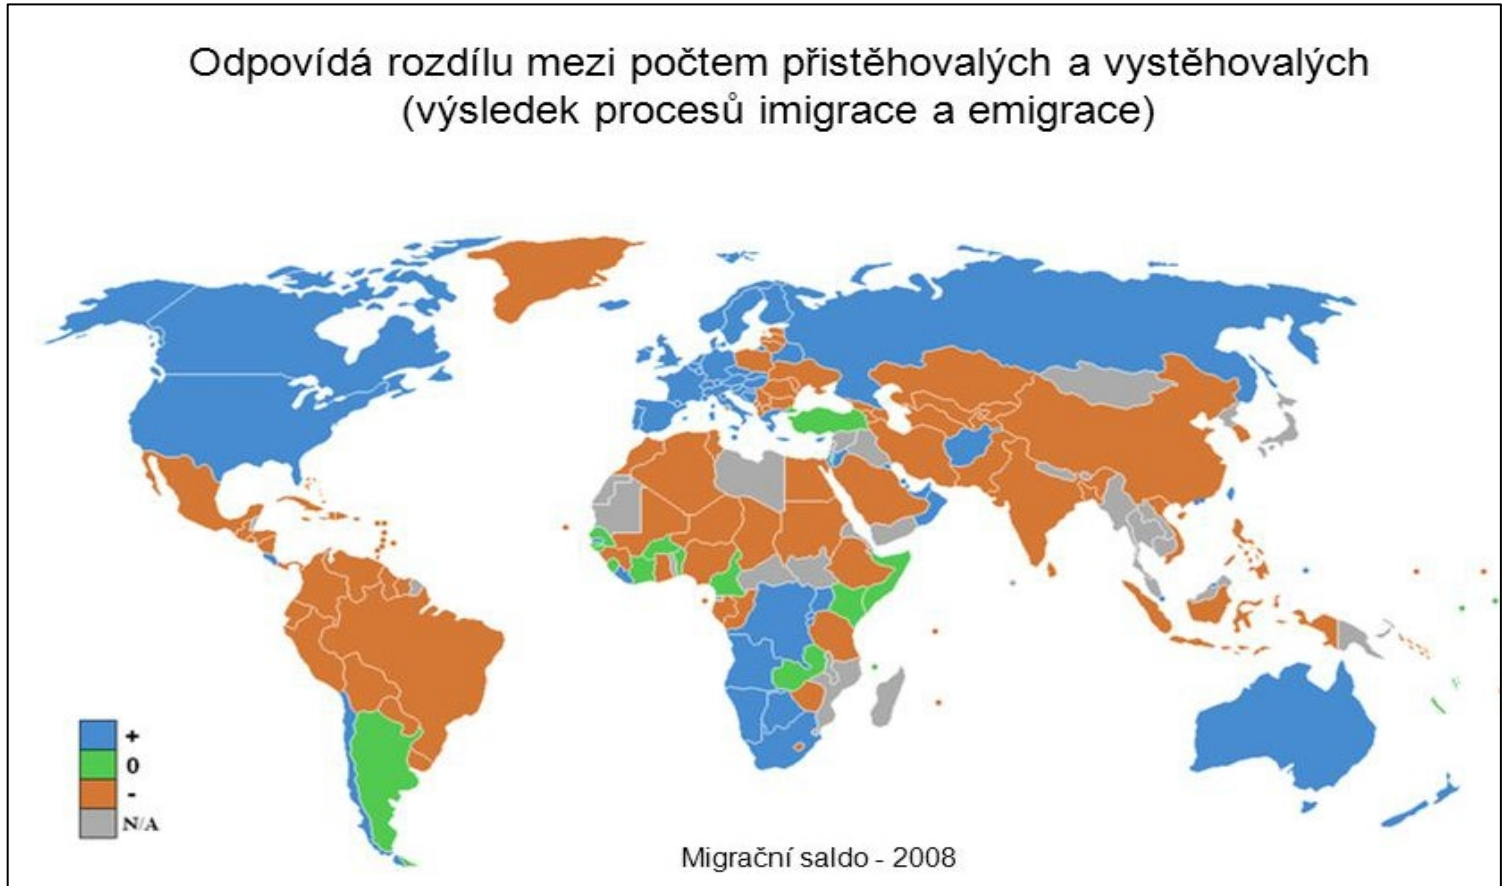 Odpovídá rozdílu mezi počtem přistěhovalých a vystěhovalých
(výsledek procesů imigrace a emigrace)
+
0
-
N/A
Migrační saldo - 2008